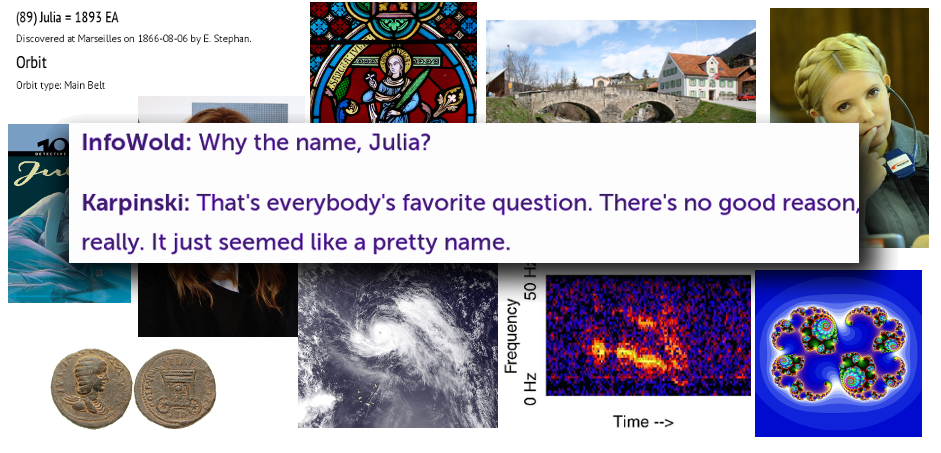 (89) Julia = 1893 EA
Discovered at Marseilles on 1866-08-06 by E. Stephan.
Orbit
Orbit type: Main Belt
InfoWold: Why the name, Julia?
Karpinski: That's everybody's favorite question. There's no good reason,
really. It just seemed like a pretty name.
Frequency
0 Hz
50 Hz
Time -->